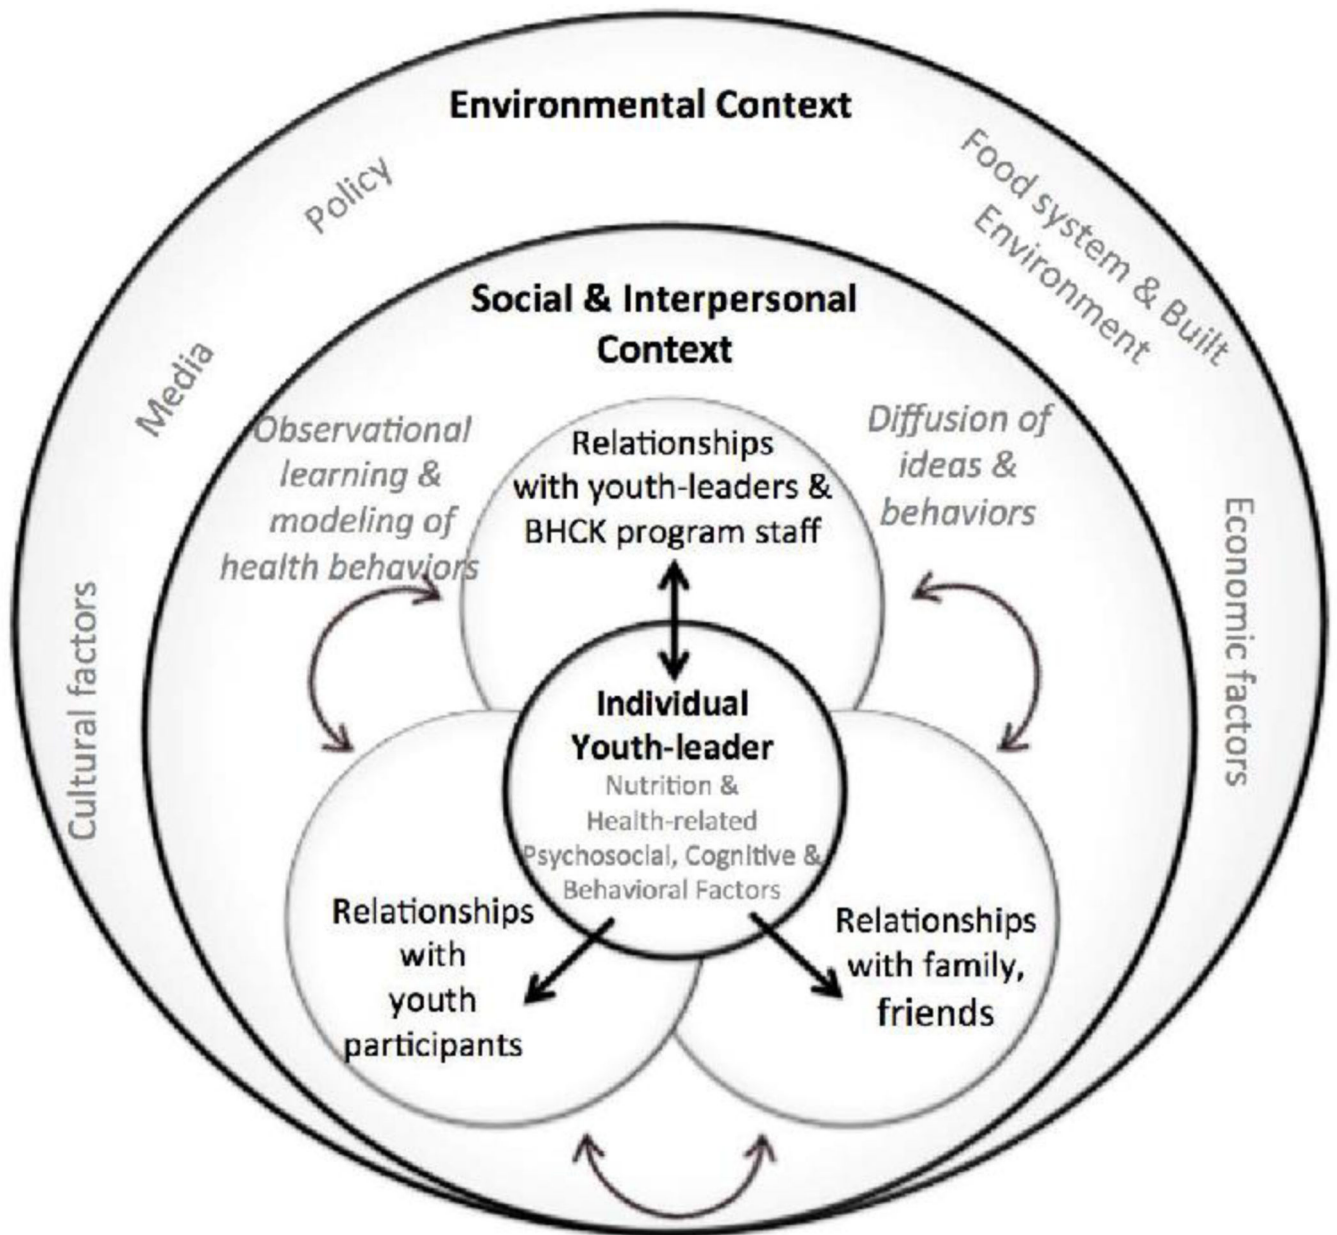 Environmental Context
Policy
Food system & Built
Environment
Media
Cultural factors
Economic factors
Social & Interpersonal
Context
Observational
learning &
modeling of
health behaviors
Diffusion of
ideas &
behaviors
Relationships
with youth-leaders &
BHCK program staff
Individual
Youth-leader
Nutrition &
Health-related
Psychosocial, Cognitive &
Behavioral Factors
Relationships
with
youth
participants
Relationships
with family,
friends